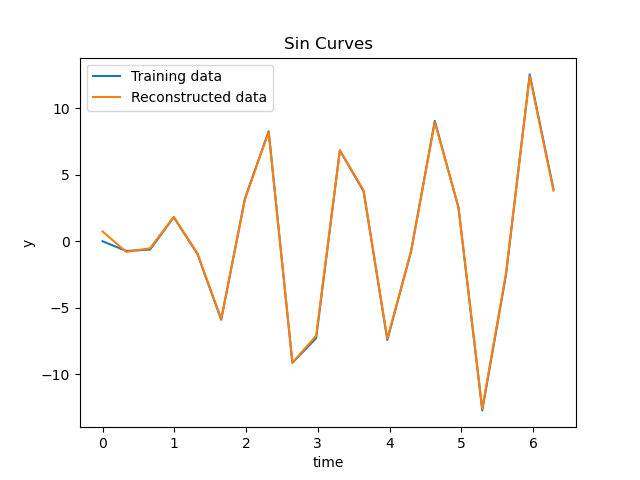 Sin Curves
Training data
Reconstructed data
10
5
0
−5
−10
y
0 1 2 3 4 5 6
time